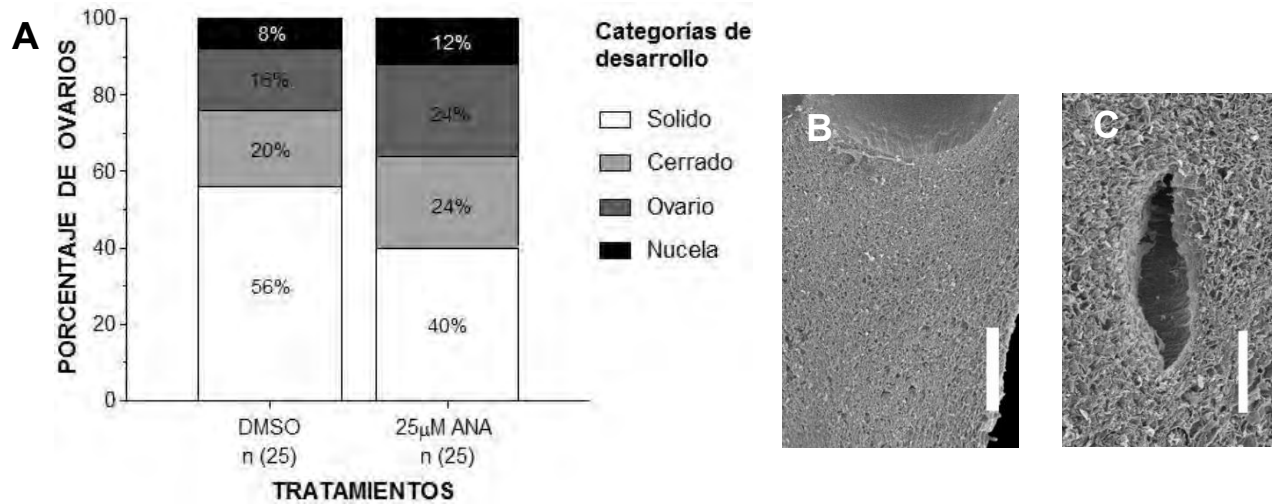 A
PORCENTAJE DE OVARIOS
100
80
60
40
20
0
8%
16%
20%
56%
12%
24%
24%
40%
DMSO
n (25)
25µM ANA
n (25)
TRATAMIENTOS
Categorías de
desarrollo
Solido
Cerrado
Ovario
Nucela
B
C